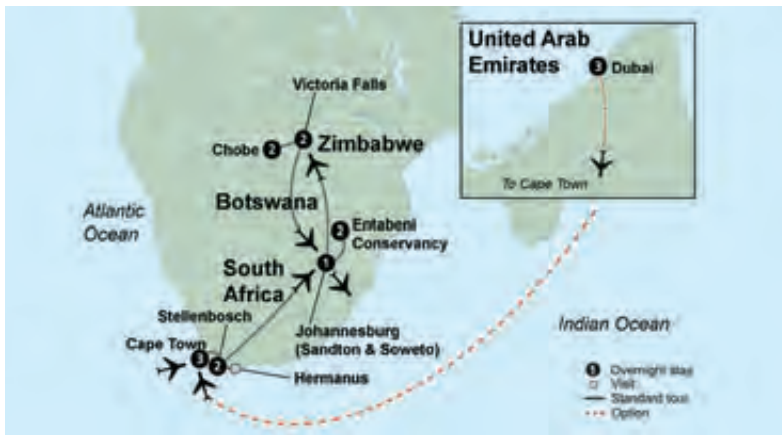 United Arab
Emirates
3 Dubai
To Cape Town
Victoria Falls
Chobe 2
2 Zimbabwe
Botswana
Atlantic
Ocean
2 Entabeni
Conservancy
1
South
Africa
Stellenbosch
Cape Town
3 2
Johannesburg
(Sandton & Soweto)
Hermanus
Indian Ocean
1 Overnight stay
Visit
Standard tour
Option